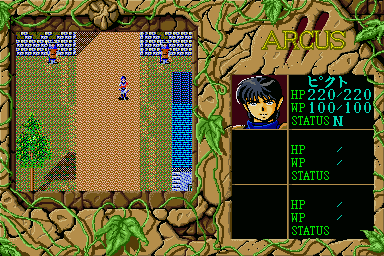 ARCUS
ピクト
HP 220/220
WP 100/100
STATUS N
HP /
WP /
STATUS
HP /
WP /
STATUS